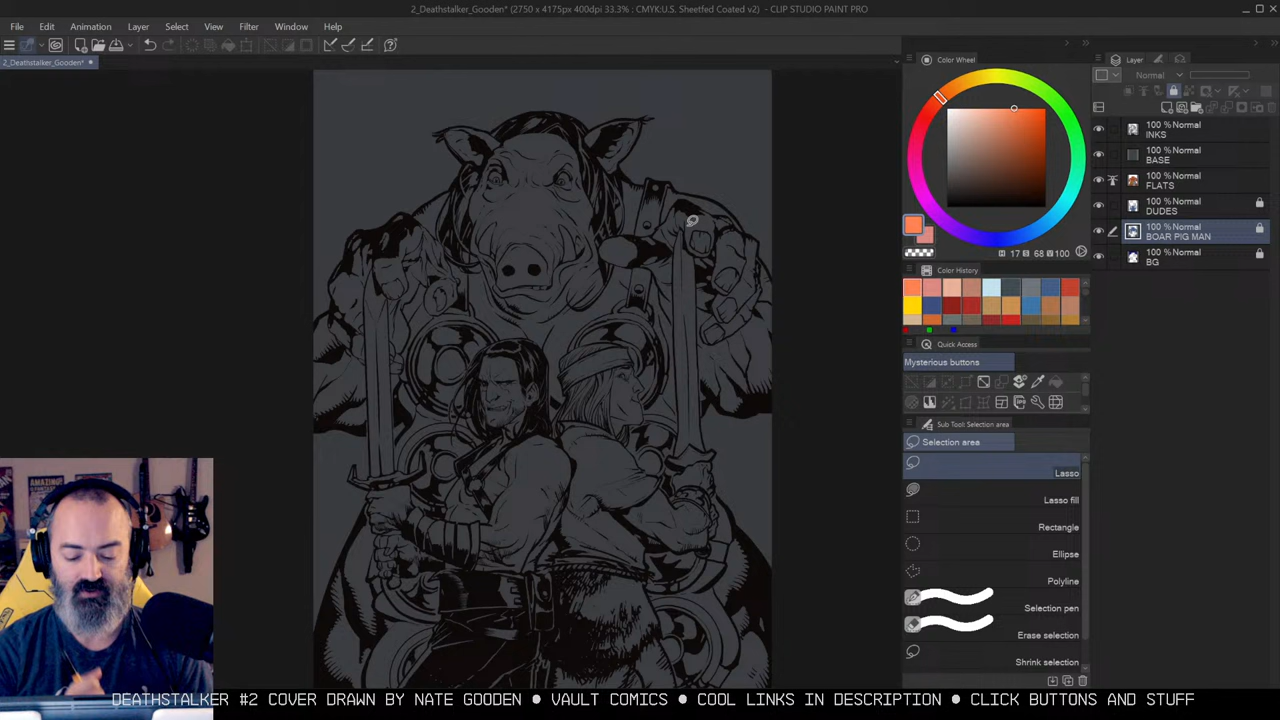 2_Deathstalker_Gooden* (2750 x 4175px 400dpi 33.3% : CMYK:U.S. Sheetfed Coated v2) - CLIP STUDIO PAINT PRO
File Edit Animation Layer Select View Filter Window Help
2_Deathstalker_Gooden*
Color Wheel
H 17 S 68 V 100
Color History
Quick Access
Mysterious buttons
Sub Tool: Selection area
Selection area
Lasso
Lasso fill
Rectangle
Ellipse
Polyline
Selection pen
Erase selection
Shrink selection
Layer
Normal
100 % Normal
INKS
100 % Normal
BASE
100 % Normal
FLATS
100 % Normal
DUDES
100 % Normal
BOAR PIG MAN
100 % Normal
BG
AMAZING
DEATHSTALKER #2 COVER DRAWN BY NATE GOODEN ● VAULT COMICS ● COOL LINKS IN DESCRIPTION ● CLICK BUTTONS AND STUFF